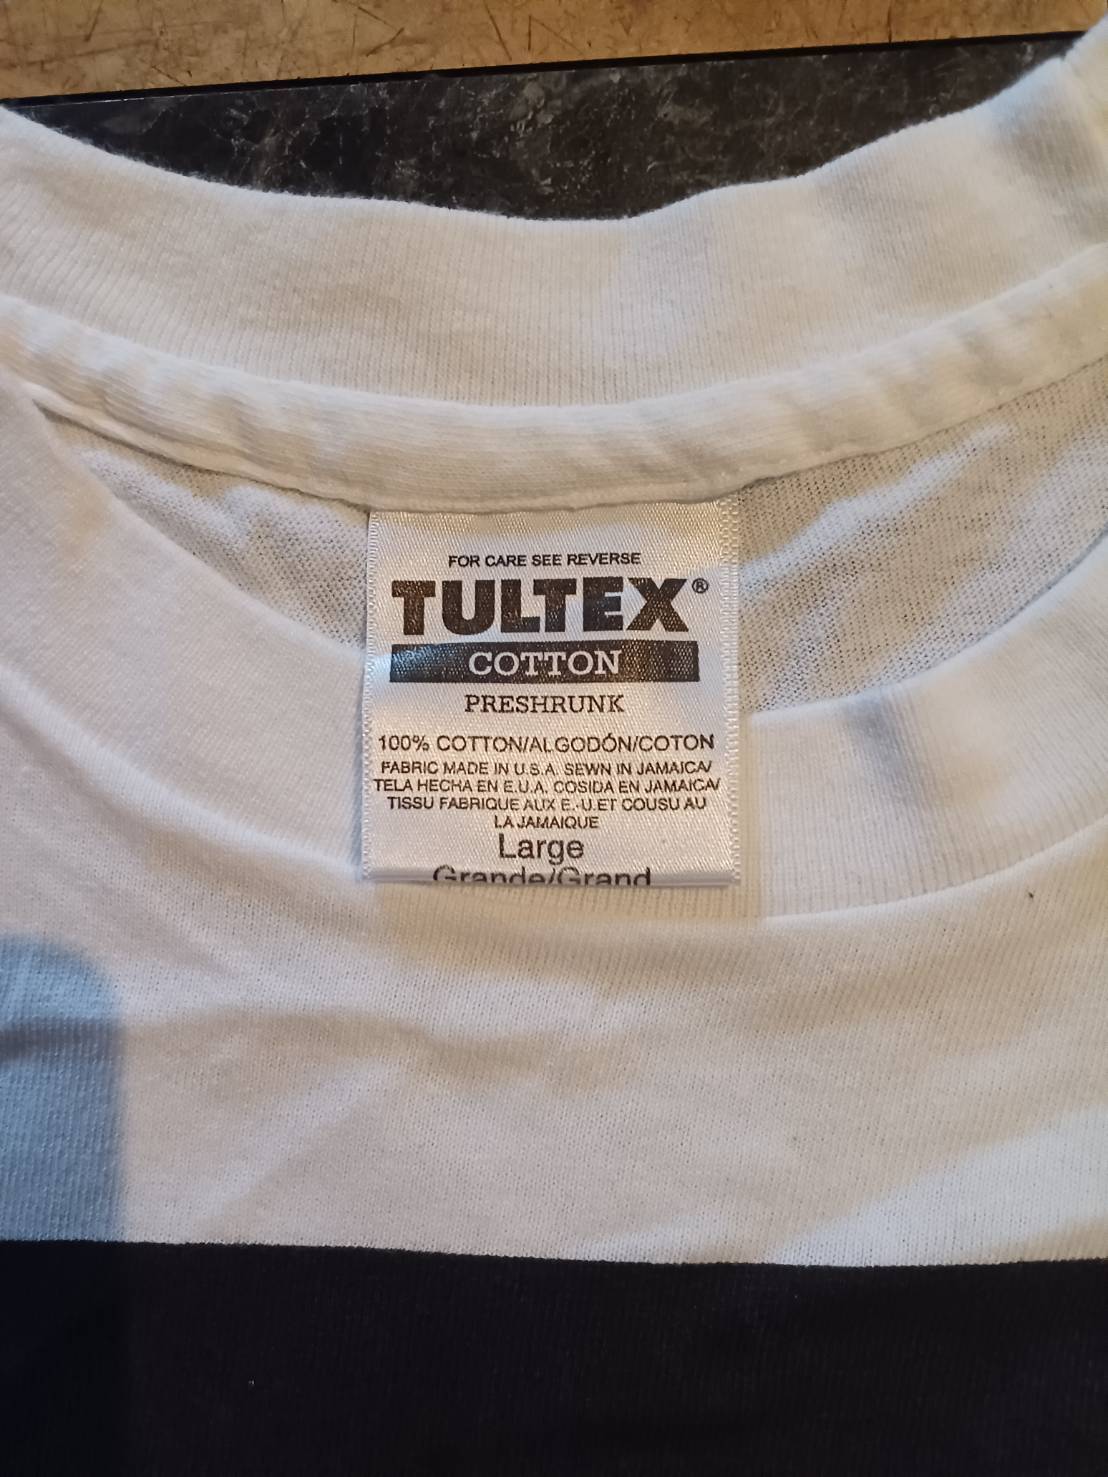 FOR CARE SEE REVERSE
TULTEX®
COTTON
PRESHRUNK
100% COTTON/ALGODÓN/COTON
FABRIC MADE IN U.S.A. SEWN IN JAMAICA/
TELA HECHA EN E.U.A. COSIDA EN JAMAICA/
TISSU FABRIQUE AUX E.-U.ET COUSU AU
LA JAMAIQUE
Large
Grande/Grand